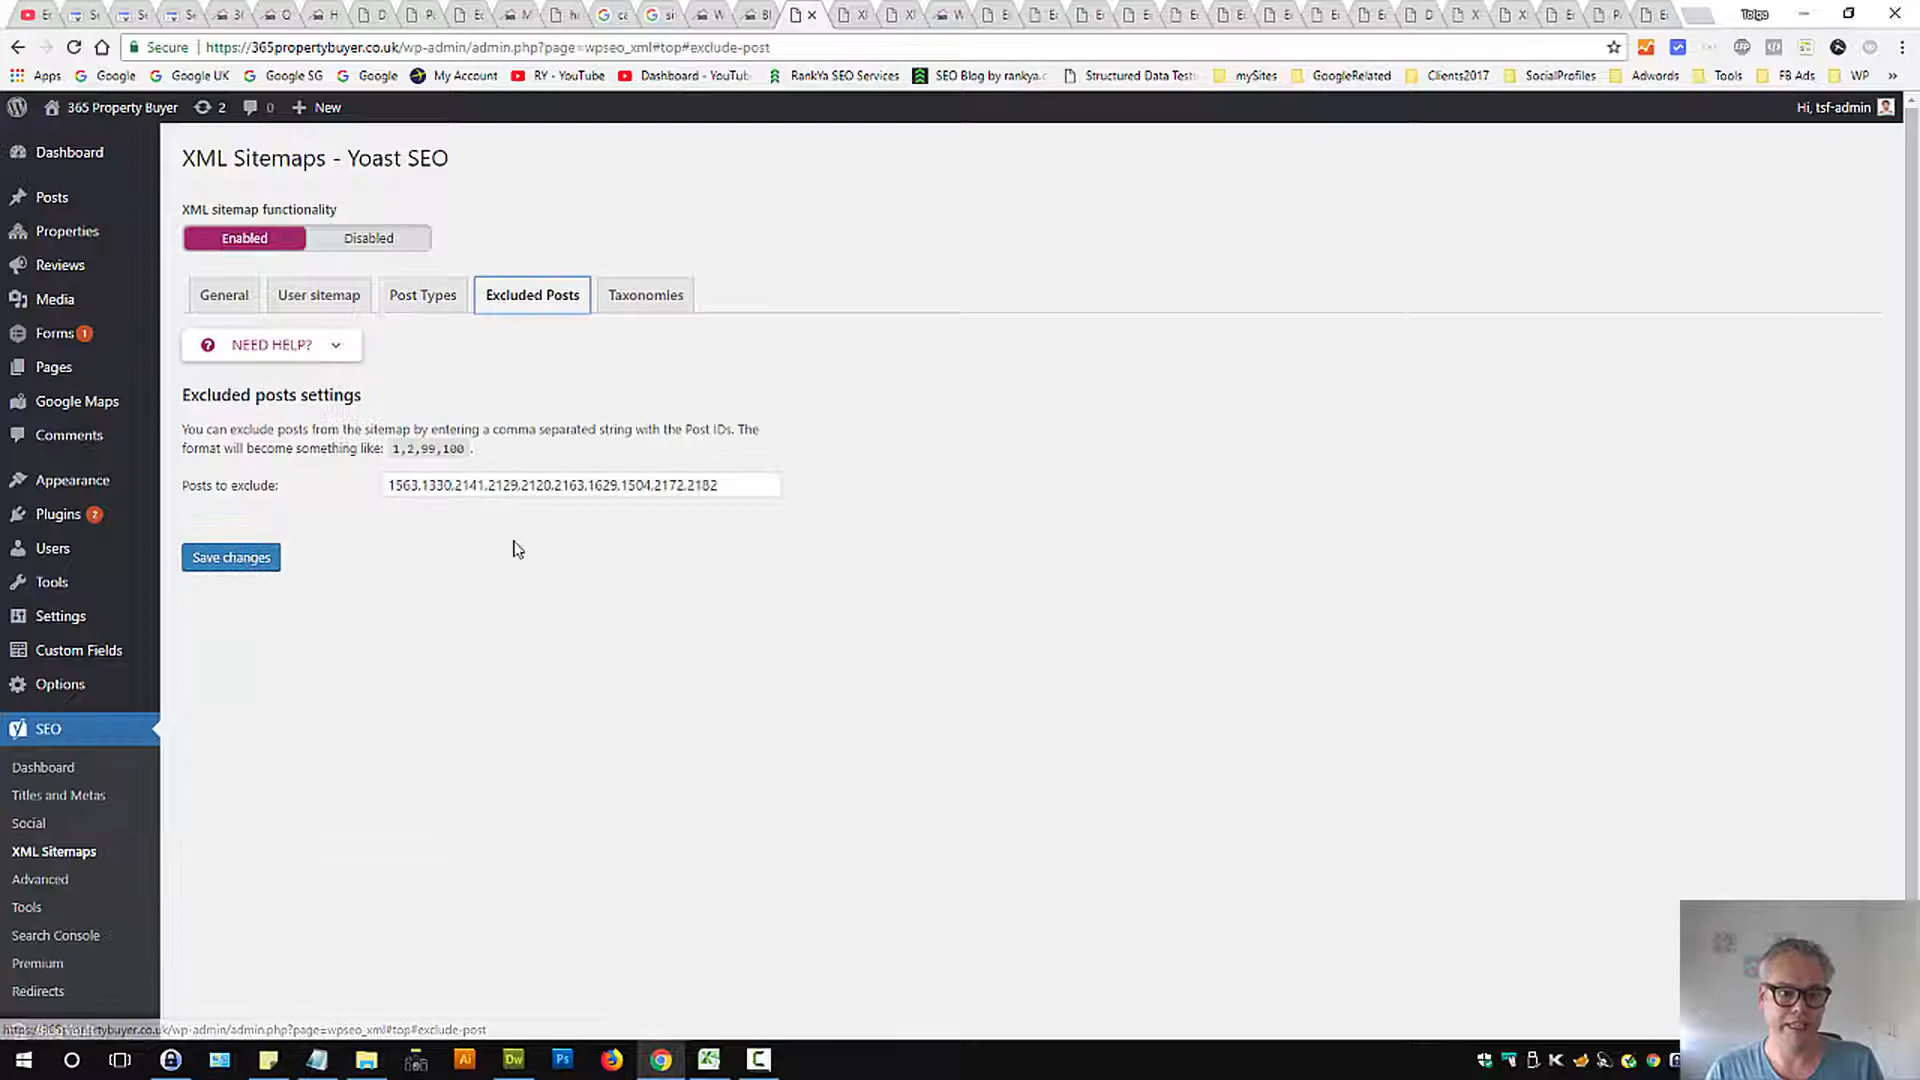 Tolga
Secure https://365propertybuyer.co.uk/wp-admin/admin.php?page=wpseo_xml#top#exclude-post
Apps Google Google UK Google SG Google My Account RY - YouTube Dashboard - YouTub RankYa SEO Services SEO Blog by rankya.c Structured Data Testi mySites GoogleRelated Clients2017 SocialProfiles Adwords Tools FB Ads WP »
365 Property Buyer 2 0 New Hi, tsf-admin
Dashboard
Posts
Properties
Reviews
Media
Forms 1
Pages
Google Maps
Comments
Appearance
Plugins 2
Users
Tools
Settings
Custom Fields
Options
SEO
Dashboard
Titles and Metas
Social
XML Sitemaps
Advanced
Tools
Search Console
Premium
Redirects
XML Sitemaps - Yoast SEO
XML sitemap functionality
Enabled Disabled
General User sitemap Post Types Excluded Posts Taxonomies
NEED HELP?
Excluded posts settings
You can exclude posts from the sitemap by entering a comma separated string with the Post IDs. The
format will become something like: 1,2,99,100 .
Posts to exclude: 1563,1330,2141,2129,2120,2163,1629,1504,2172,2182
Save changes
https://365propertybuyer.co.uk/wp-admin/admin.php?page=wpseo_xml#top#exclude-post
Ai Dw Ps